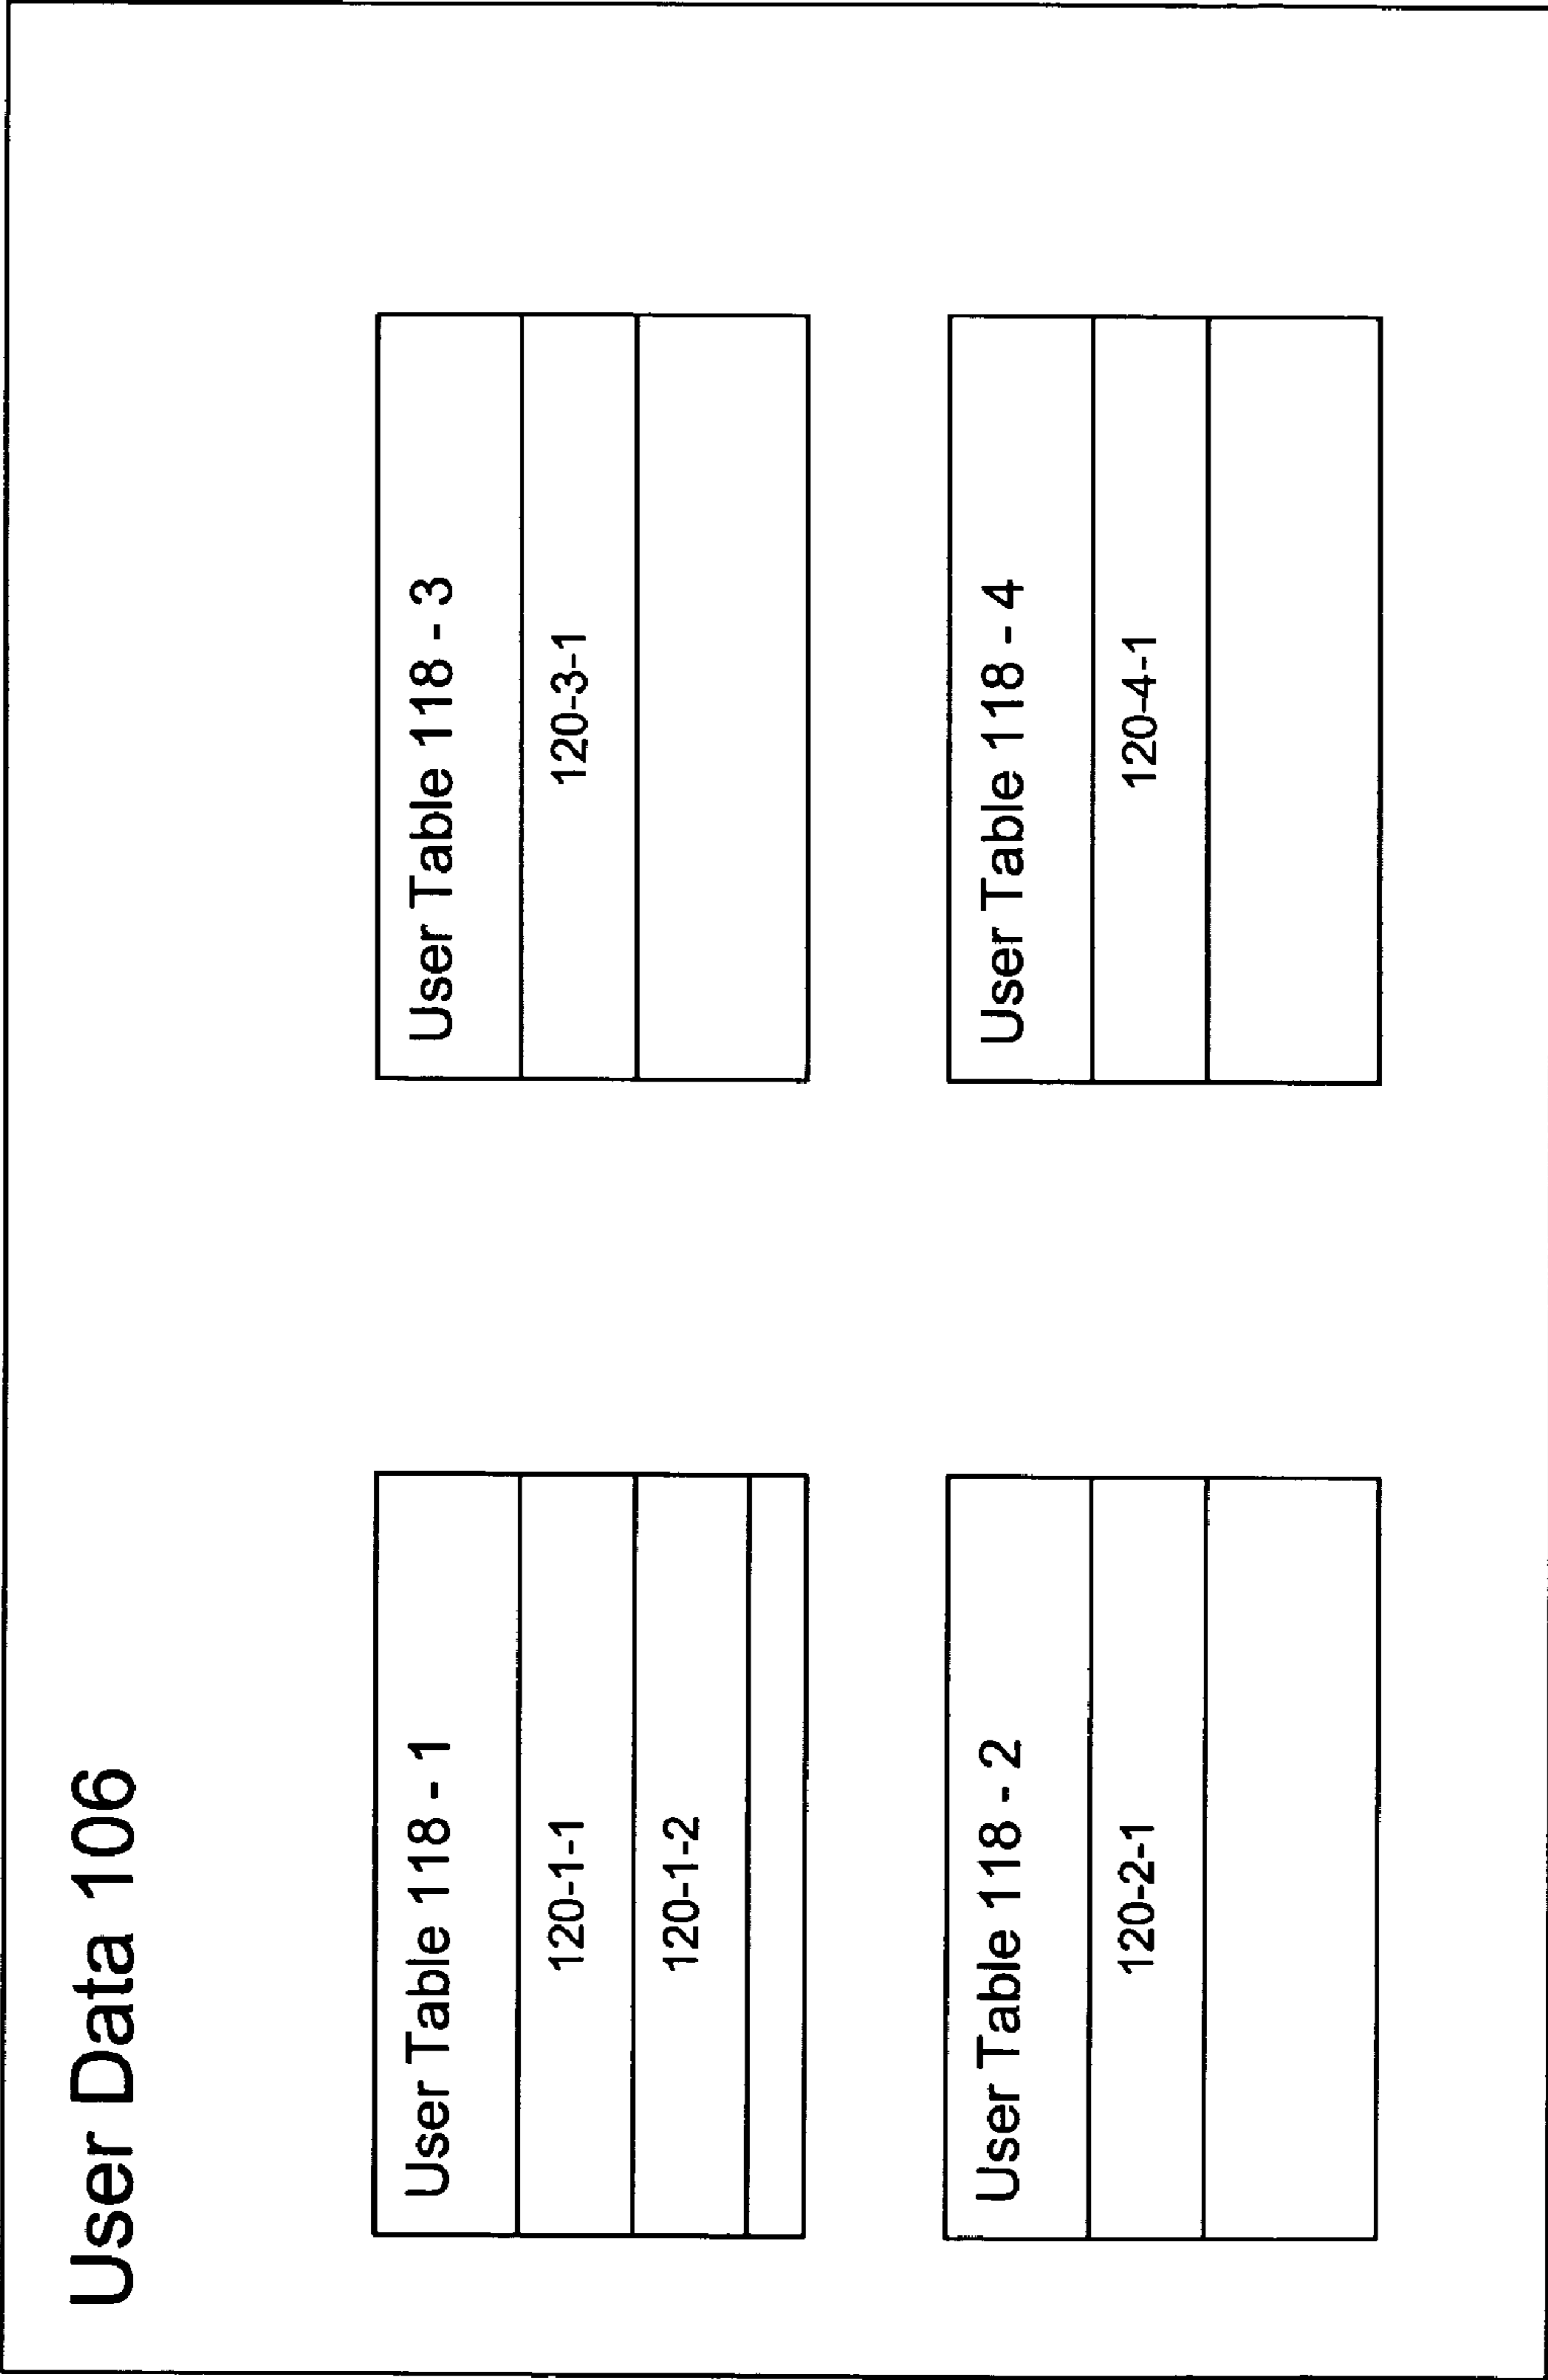 User Data 106
User Table 118 - 1
120-1-1
120-1-2
User Table 118 - 2
120-2-1
User Table 118 - 3
120-3-1
User Table 118 - 4
120-4-1